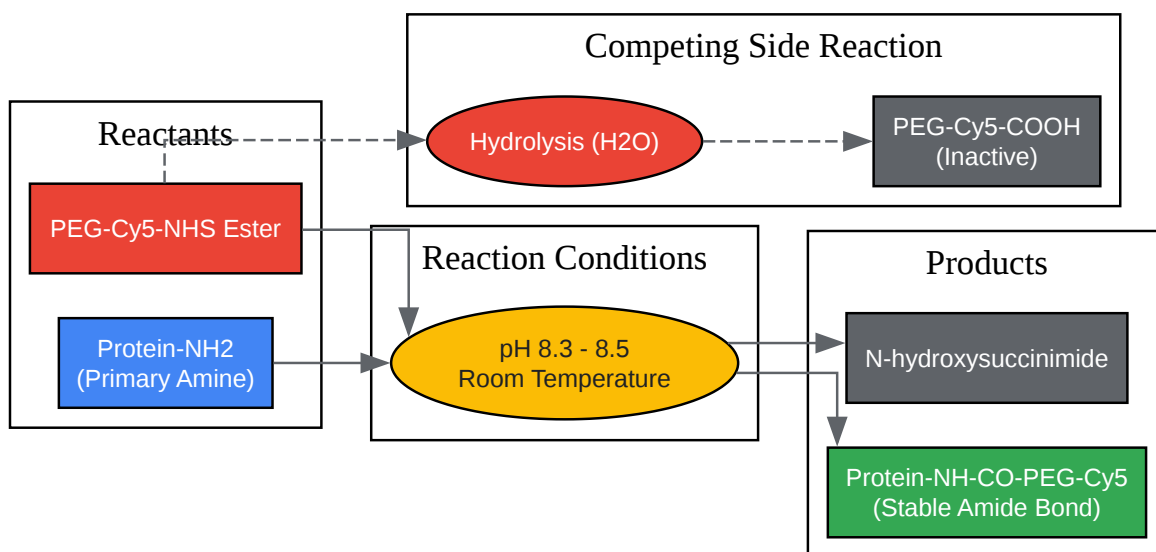 Competing Side Reaction
Hydrolysis (H2O)
PEG-Cy5-COOH
(Inactive)
Reactants
PEG-Cy5-NHS Ester
Protein-NH2
(Primary Amine)
Reaction Conditions
pH 8.3 - 8.5
Room Temperature
Products
N-hydroxysuccinimide
Protein-NH-CO-PEG-Cy5
(Stable Amide Bond)